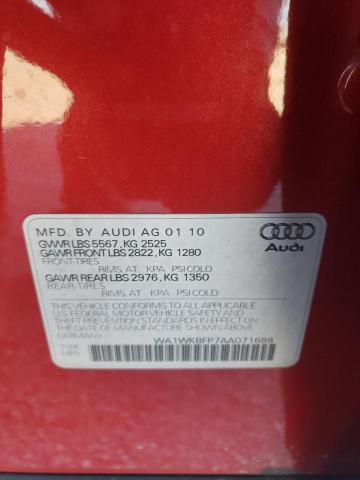 MFD. BY AUDI AG 01 10
GVWR LBS 5567, KG 2525
GAWR FRONT LBS 2822, KG 1280
FRONT-TIRES
RIMS AT KPA PSI COLD
GAWR REAR LBS 2976, KG 1350
REAR-TIRES
RIMS AT KPA PSI COLD
THIS VEHICLE CONFORMS TO ALL APPLICABLE
U.S. FEDERAL MOTOR VEHICLE SAFETY AND
THEFT PREVENTION STANDARDS IN
EFFECT ON THE DATE OF MANUFACTURE
SHOWN ABOVE.
WA1WKBFP7AA071688
TYPE:
MPV
Audi